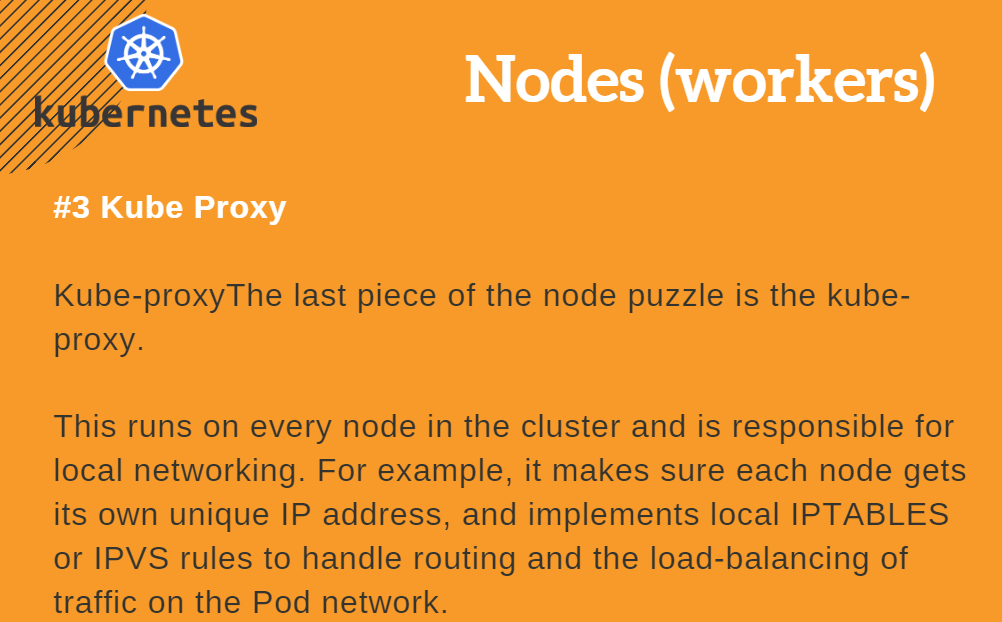 kubernetes
Nodes (workers)
#3 Kube Proxy
Kube-proxyThe last piece of the node puzzle is the kube-
proxy.
This runs on every node in the cluster and is responsible for
local networking. For example, it makes sure each node gets
its own unique IP address, and implements local IPTABLES
or IPVS rules to handle routing and the load-balancing of
traffic on the Pod network.